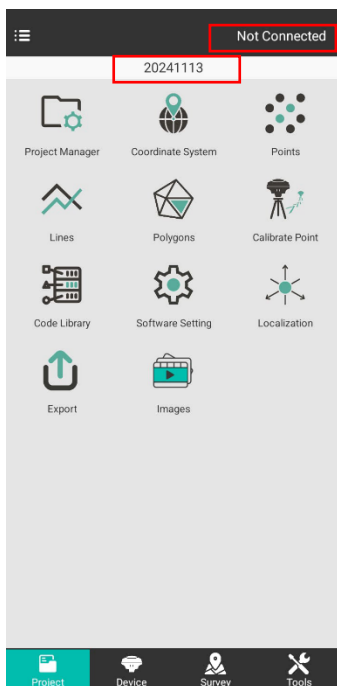 Not Connected
20241113
Project Manager
Coordinate System
Points
Lines
Polygons
Calibrate Point
Code Library
Software Setting
Localization
Export
Images
Project
Device
Survey
Tools